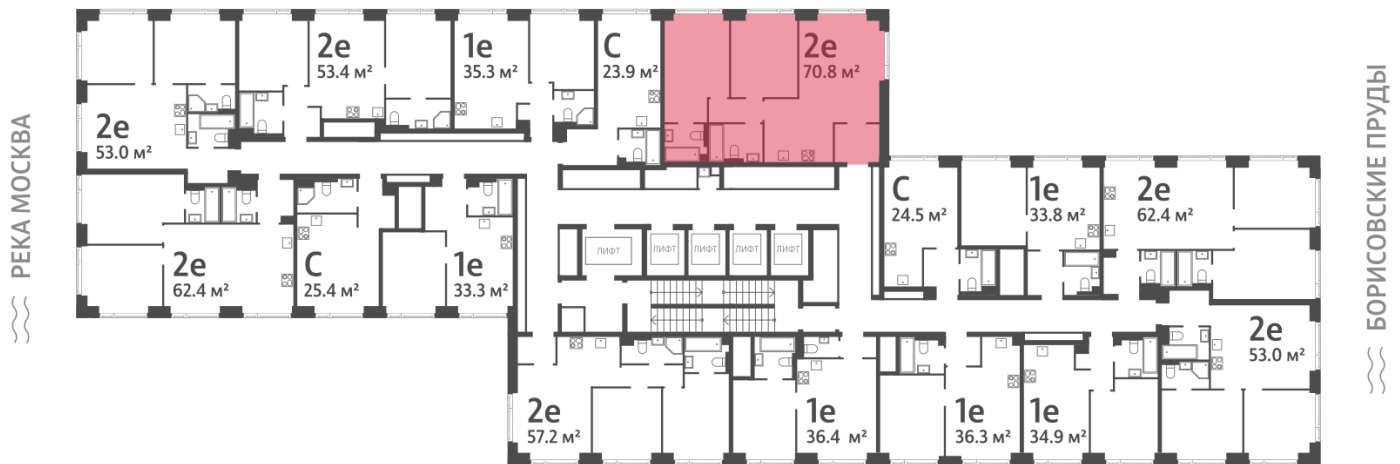 РЕКА МОСКВА
2е
53.0 м²
2е
53.4 м²
1е
35.3 м²
С
23.9 м²
2е
70.8 м²
2е
62.4 м²
С
25.4 м²
1е
33.3 м²
ЛИФТ
ЛИФТ
ЛИФТ
ЛИФТ
ЛИФТ
С
24.5 м²
1е
33.8 м²
2е
62.4 м²
2е
53.0 м²
2е
57.2 м²
1е
36.4 м²
1е
36.3 м²
1е
34.9 м²
БОРИСОВСКИЕ ПРУДЫ